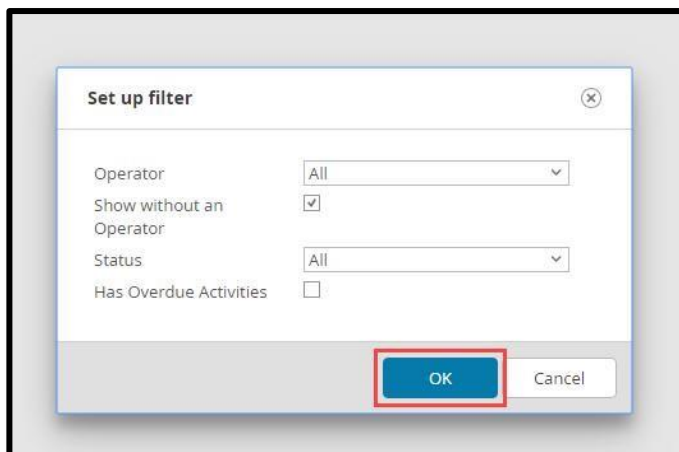 Set up filter
Operator
All
Show without an
Operator
Status
All
Has Overdue Activities
OK
Cancel